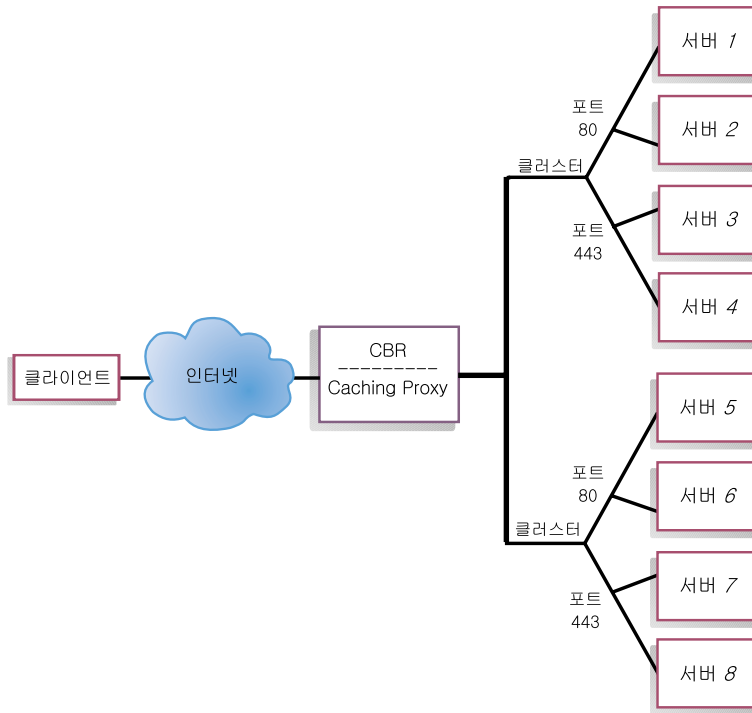 클라이언트
인터넷
CBR
----------
Caching Proxy
클러스터
포트
80
서버 1
서버 2
포트
443
서버 3
서버 4
클러스터
포트
80
서버 5
서버 6
포트
443
서버 7
서버 8